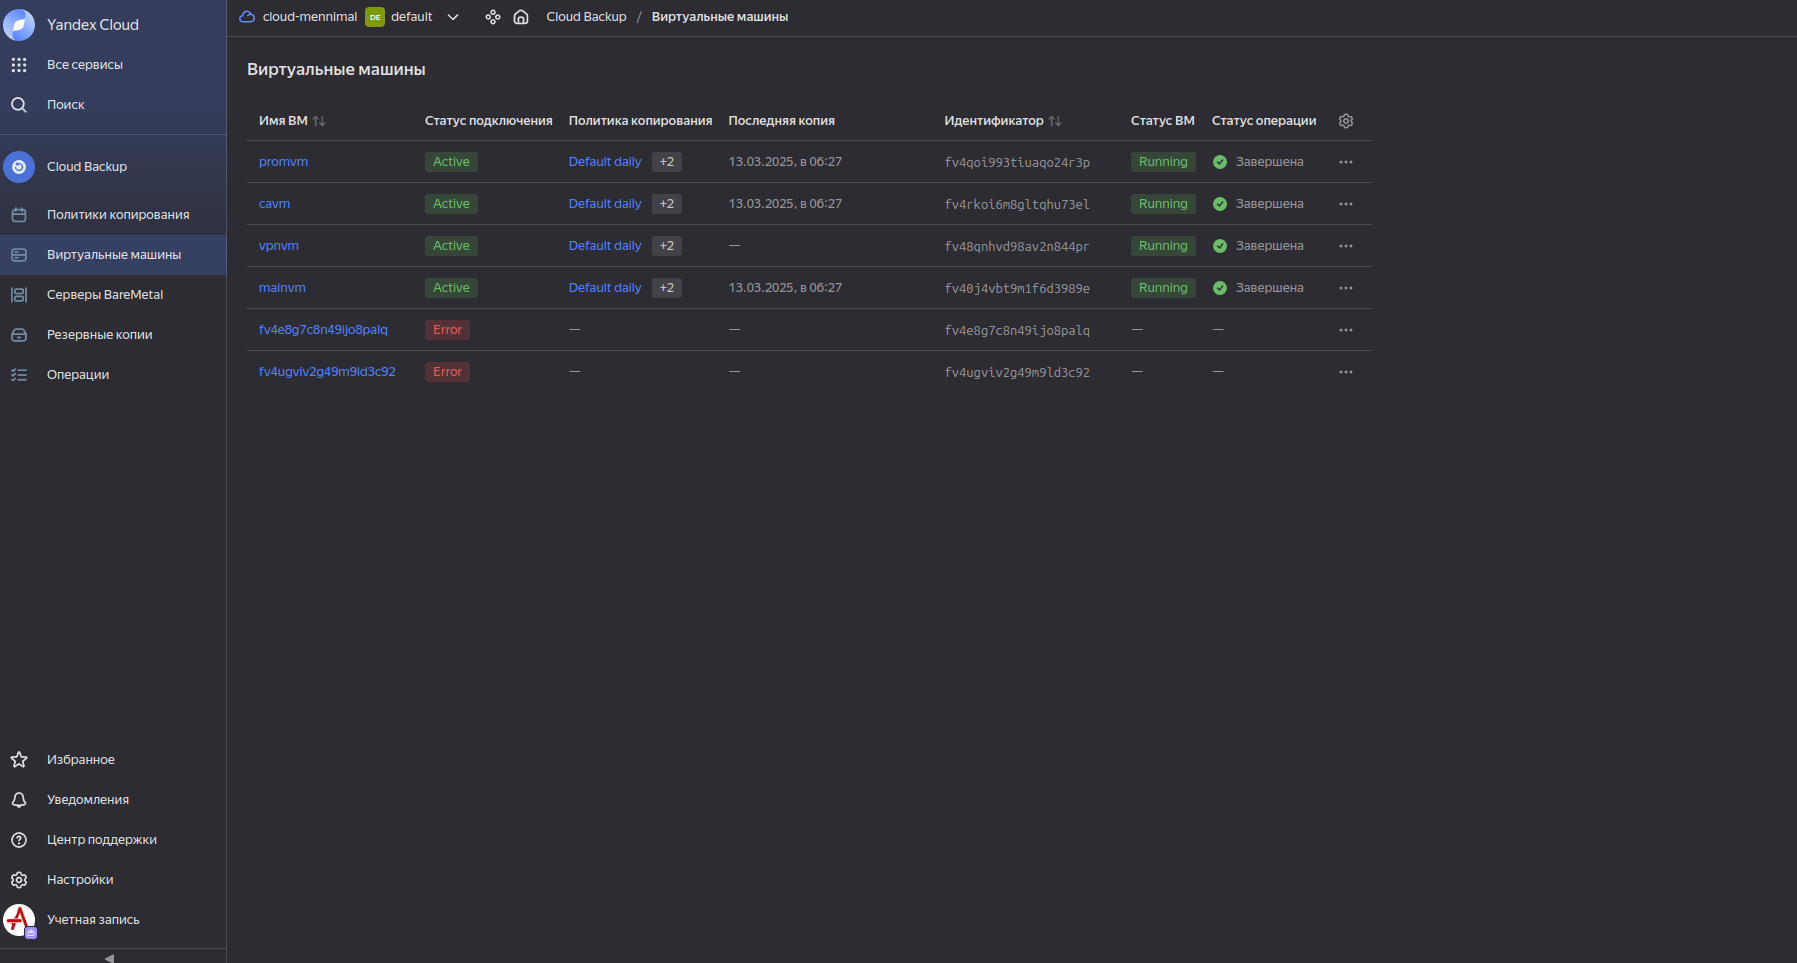 Yandex Cloud
Все сервисы
Поиск
Cloud Backup
Политики копирования
Виртуальные машины
Серверы BareMetal
Резервные копии
Операции
Избранное
Уведомления
Центр поддержки
Настройки
Учетная запись
cloud-mennimal DE default Cloud Backup / Виртуальные машины
Виртуальные машины
Имя ВМ Статус подключения Политика копирования Последняя копия Идентификатор Статус ВМ Статус операции
promvm Active Default daily +2 13.03.2025, в 06:27 fv4qoi993tiuaqo24r3p Running Завершена
cavm Active Default daily +2 13.03.2025, в 06:27 fv4rkoi6m8gltqhu73el Running Завершена
vpnvm Active Default daily +2 — fv48qnhvd98av2n844pr Running Завершена
mainvm Active Default daily +2 13.03.2025, в 06:27 fv40j4vbt9m1f6d3989e Running Завершена
fv4e8g7c8n49ijo8palq Error — — fv4e8g7c8n49ijo8palq — —
fv4ugviv2g49m9ld3c92 Error — — fv4ugviv2g49m9ld3c92 — —